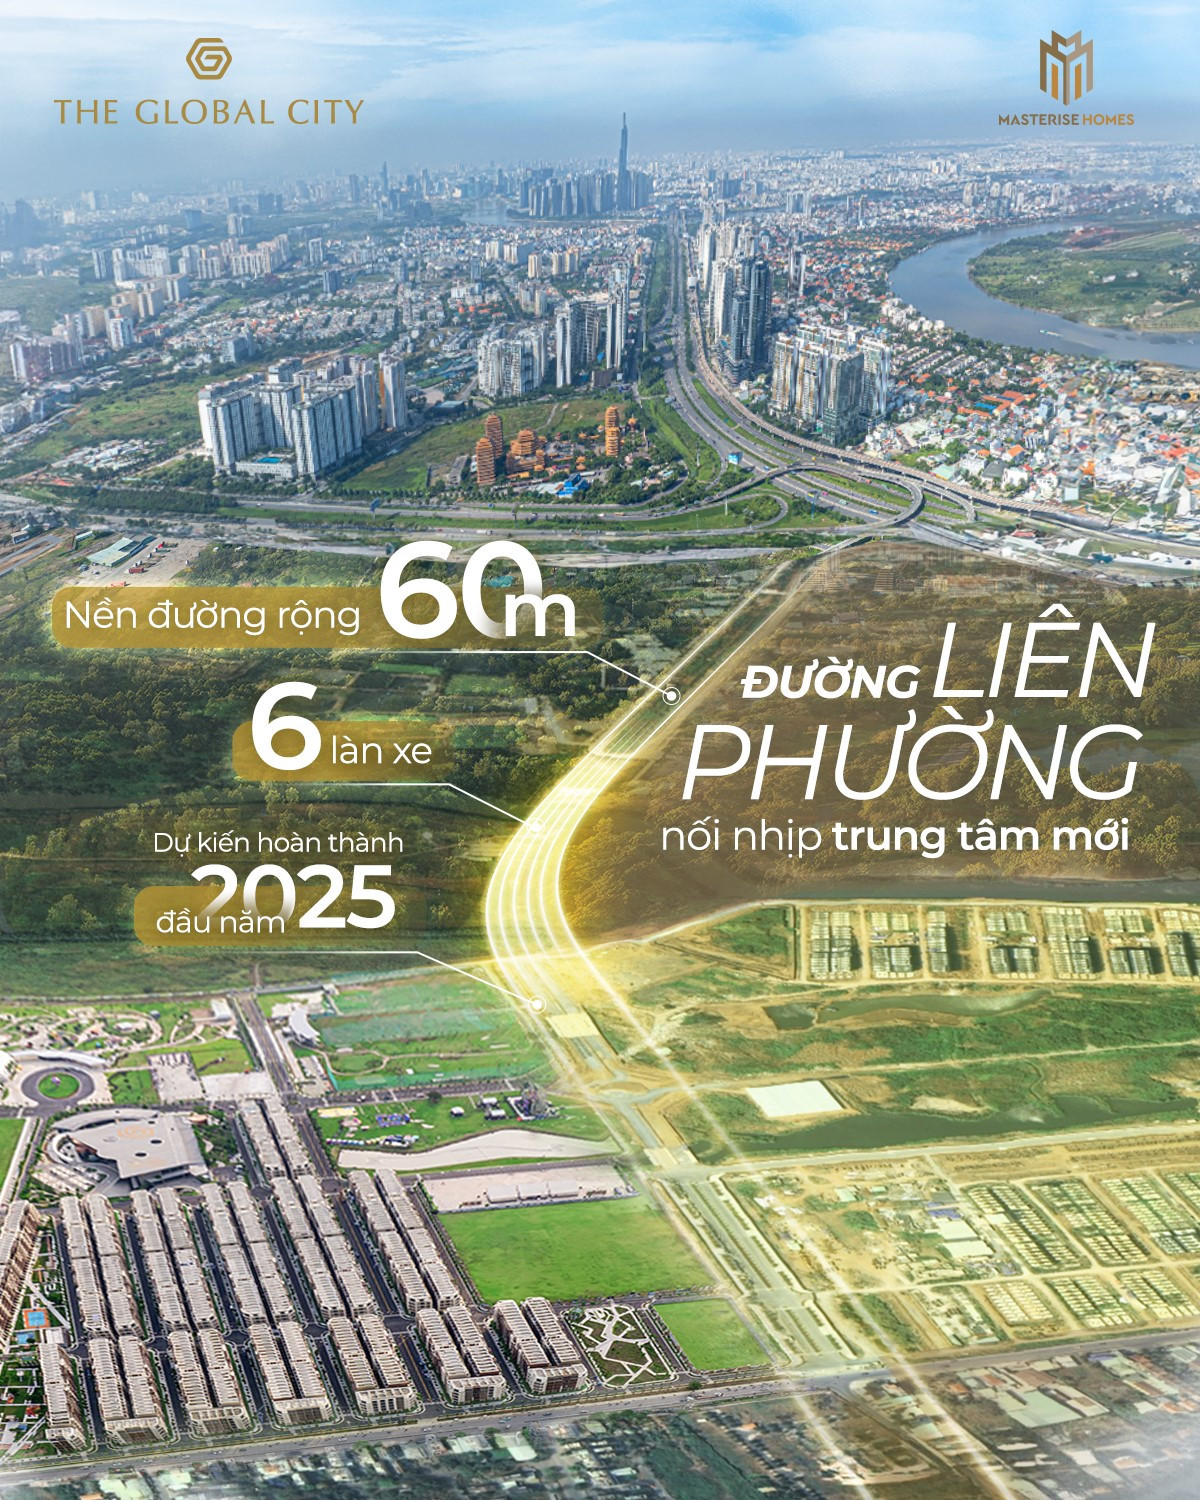 THE GLOBAL CITY
MASTERISE HOMES
Nền đường rộng 60m
6 làn xe
Dự kiến hoàn thành
đầu năm 2025
ĐƯỜNG LIÊN
PHƯỜNG
nối nhịp trung tâm mới